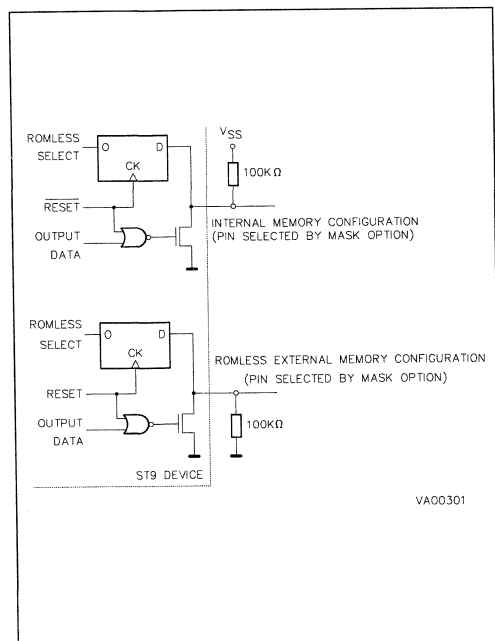 VSS
ROMLESS
SELECT
O
D
CK
100KΩ
RESET
OUTPUT
DATA
INTERNAL MEMORY CONFIGURATION
(PIN SELECTED BY MASK OPTION)
ROMLESS
SELECT
O
D
CK
ROMLESS EXTERNAL MEMORY CONFIGURATION
(PIN SELECTED BY MASK OPTION)
RESET
OUTPUT
DATA
100KΩ
ST9 DEVICE
VA00301